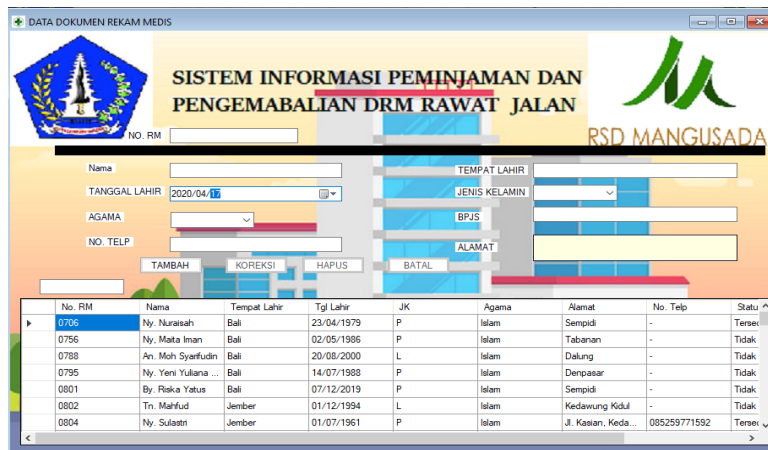 DATA DOKUMEN REKAM MEDIS
SISTEM INFORMASI PEMINJAMAN DAN
PENGEMABALIAN DRM RAWAT JALAN
RSD MANGUSADA
NO. RM
Nama
TEMPAT LAHIR
TANGGAL LAHIR 2020/04/17
JENIS KELAMIN
AGAMA
BPJS
NO. TELP
ALAMAT
TAMBAH KOREKSI HAPUS BATAL
No. RM Nama Tempat Lahir Tgl Lahir JK Agama Alamat No. Telp Statu
0706 Ny. Nuraisah Bali 23/04/1979 P Islam Sempidi - Tersec
0756 Ny, Maita Iman Bali 02/05/1986 P Islam Tabanan - Tidak
0788 An. Moh Syarifudin Bali 20/08/2000 L Islam Dalung - Tidak
0795 Ny. Yeni Yuliana ... Bali 14/07/1988 P Islam Denpasar - Tidak
0801 By. Riska Yatus Bali 07/12/2019 P Islam Sempidi - Tidak
0802 Tn. Mahfud Jember 01/12/1994 L Islam Kedawung Kidul - Tidak
0804 Ny. Sulastri Jember 01/07/1961 P Islam Jl. Kasian, Keda... 085259771592 Tersec